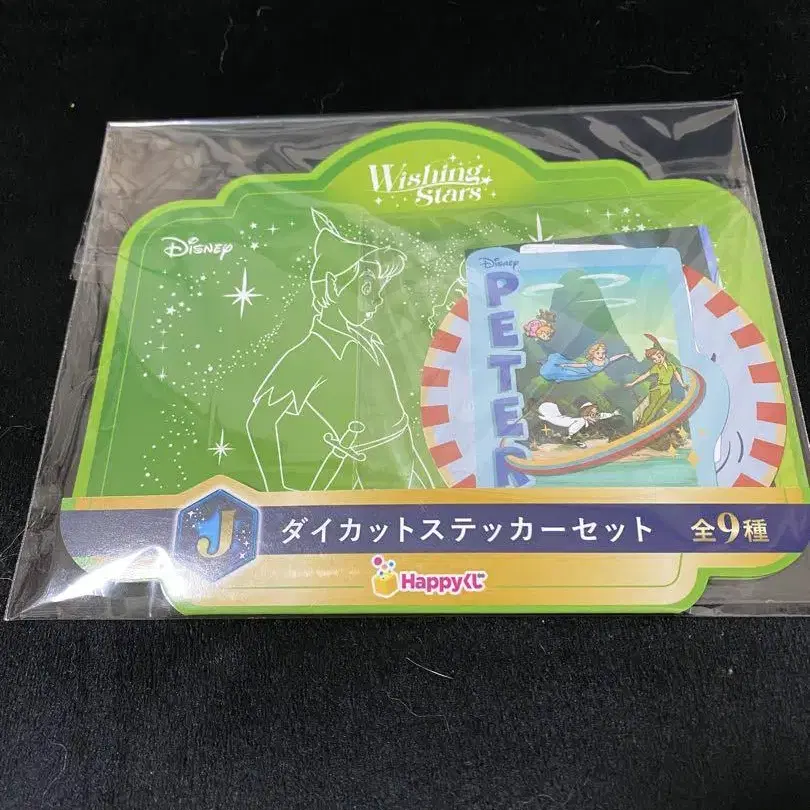 Wishing
Stars
Disney
Disney
PETER
J
ダイカットステッカーセット 全9種
Happyくじ